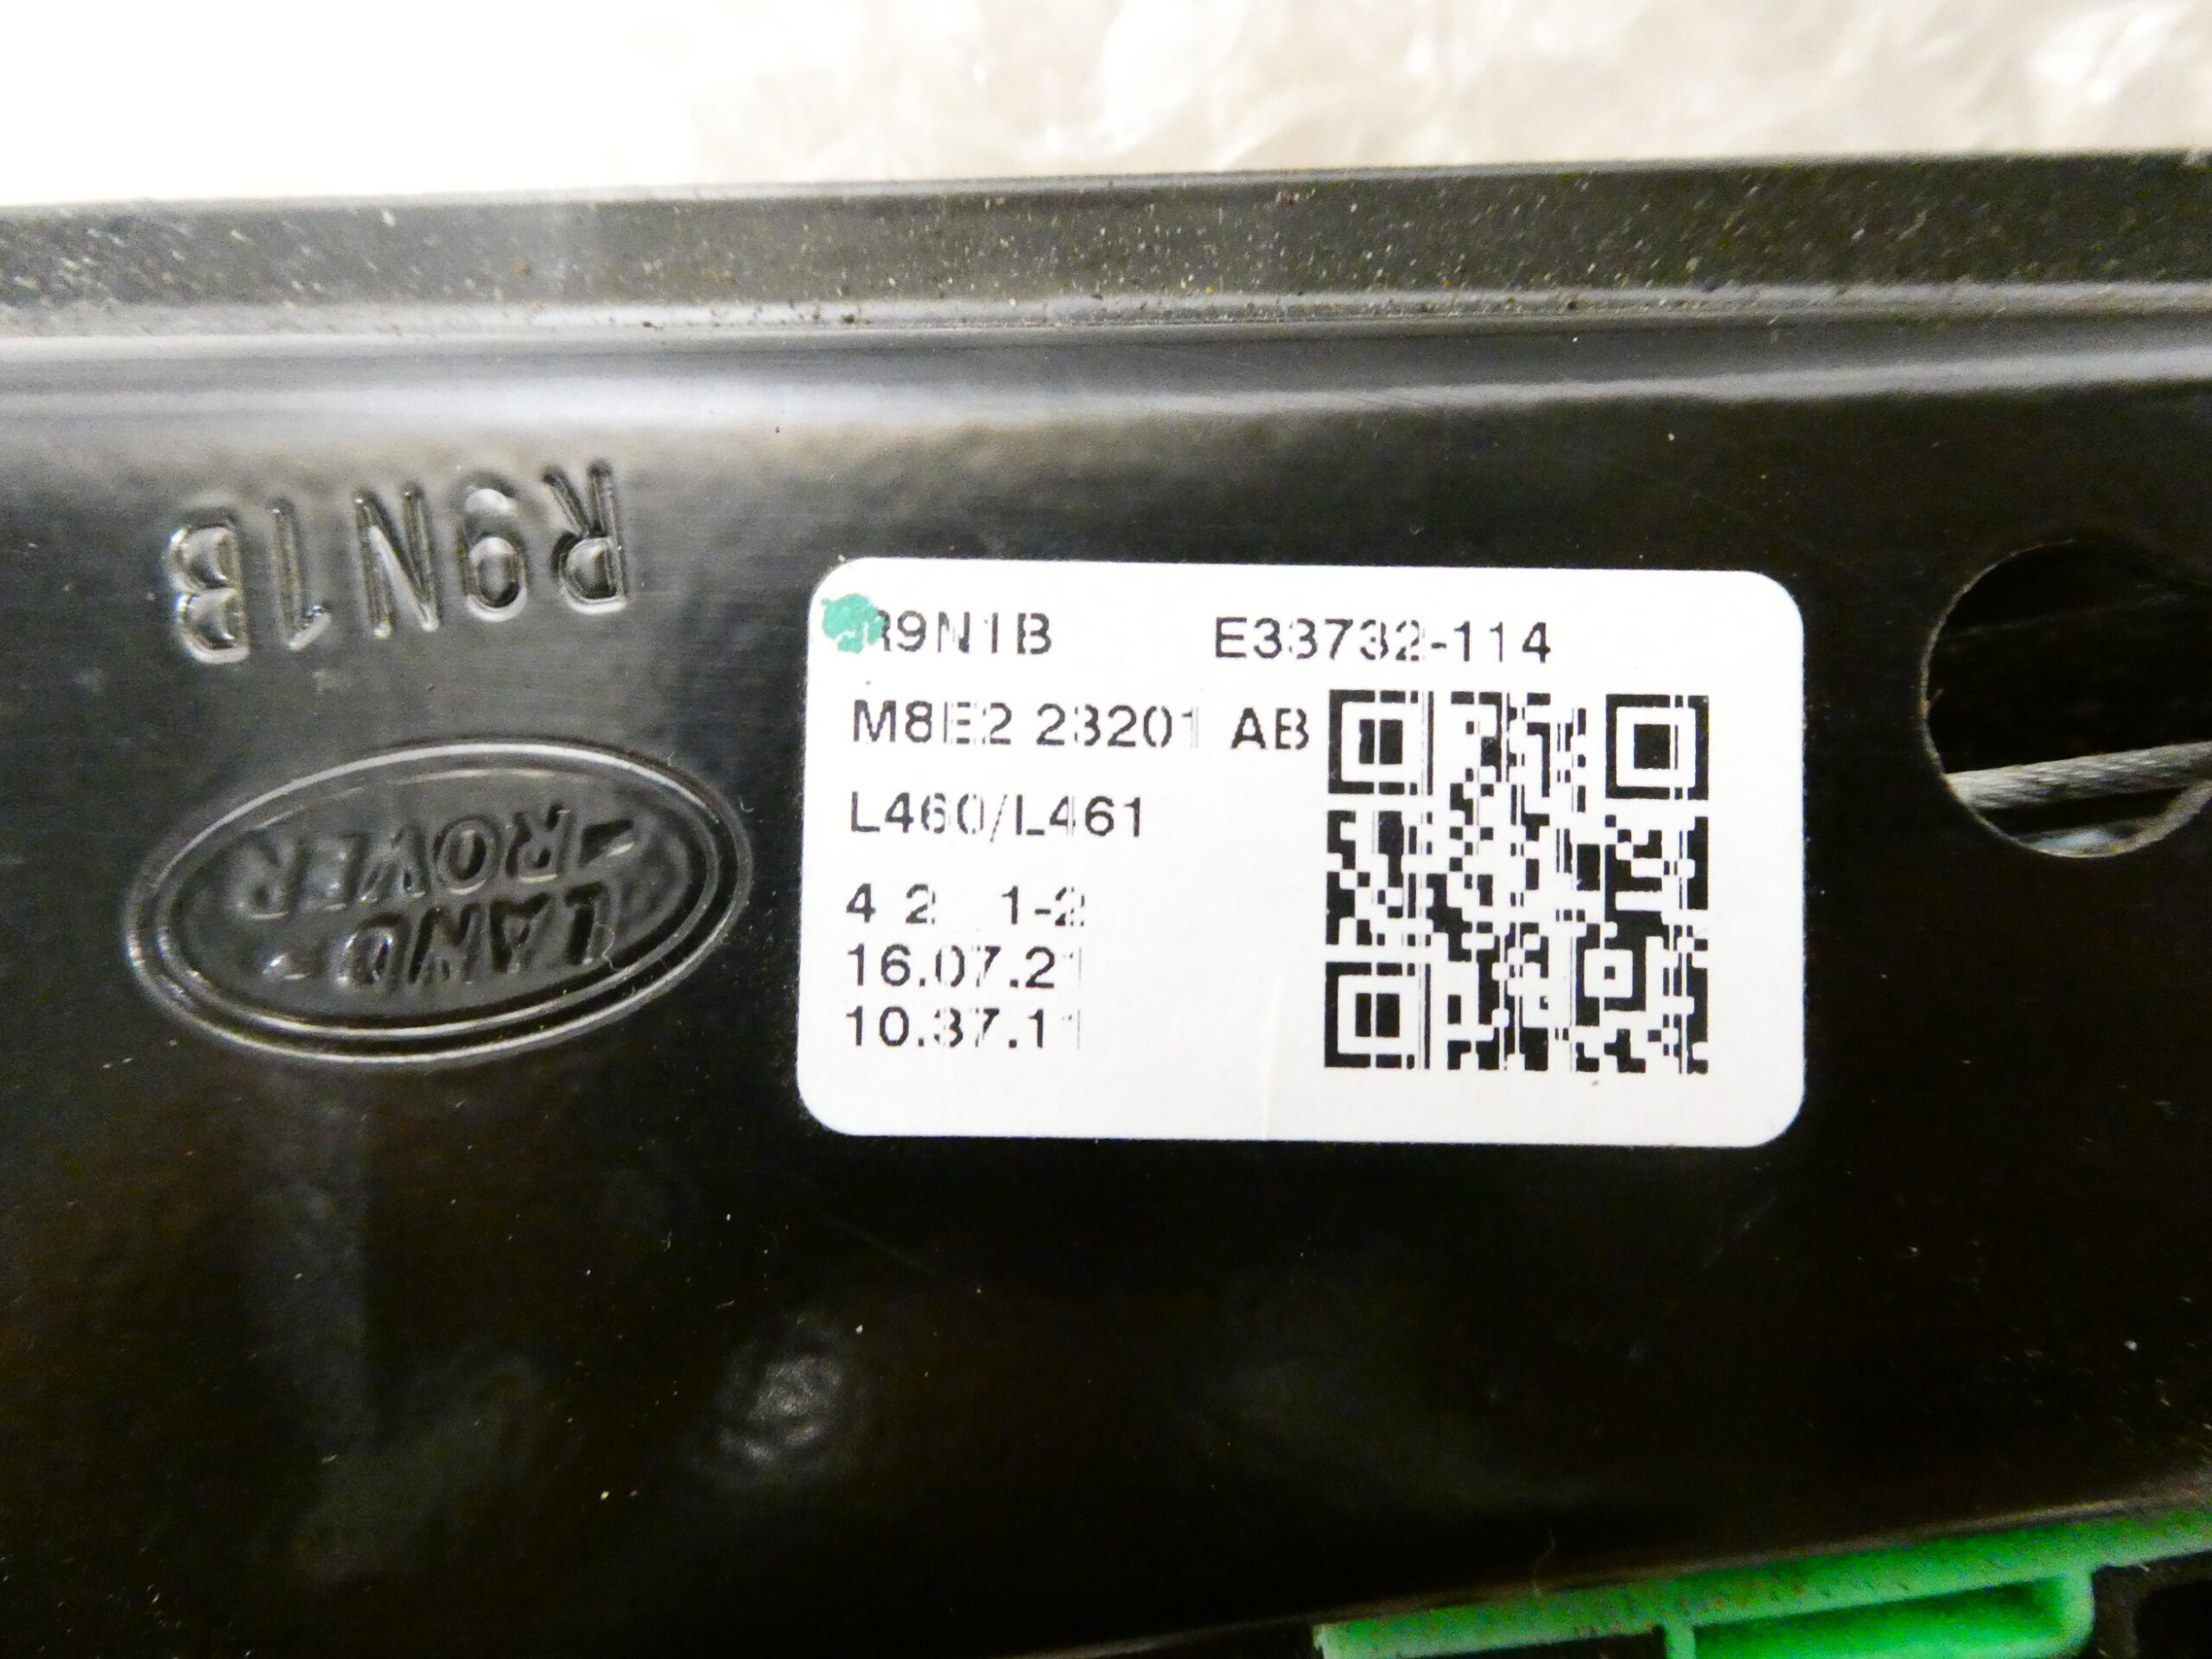 R9N1B
LAND-
-ROVER
R9N1B E33732-114
M8E2 23201 AB
L460/L461
4 2 1-2
16.07.21
10.37.11